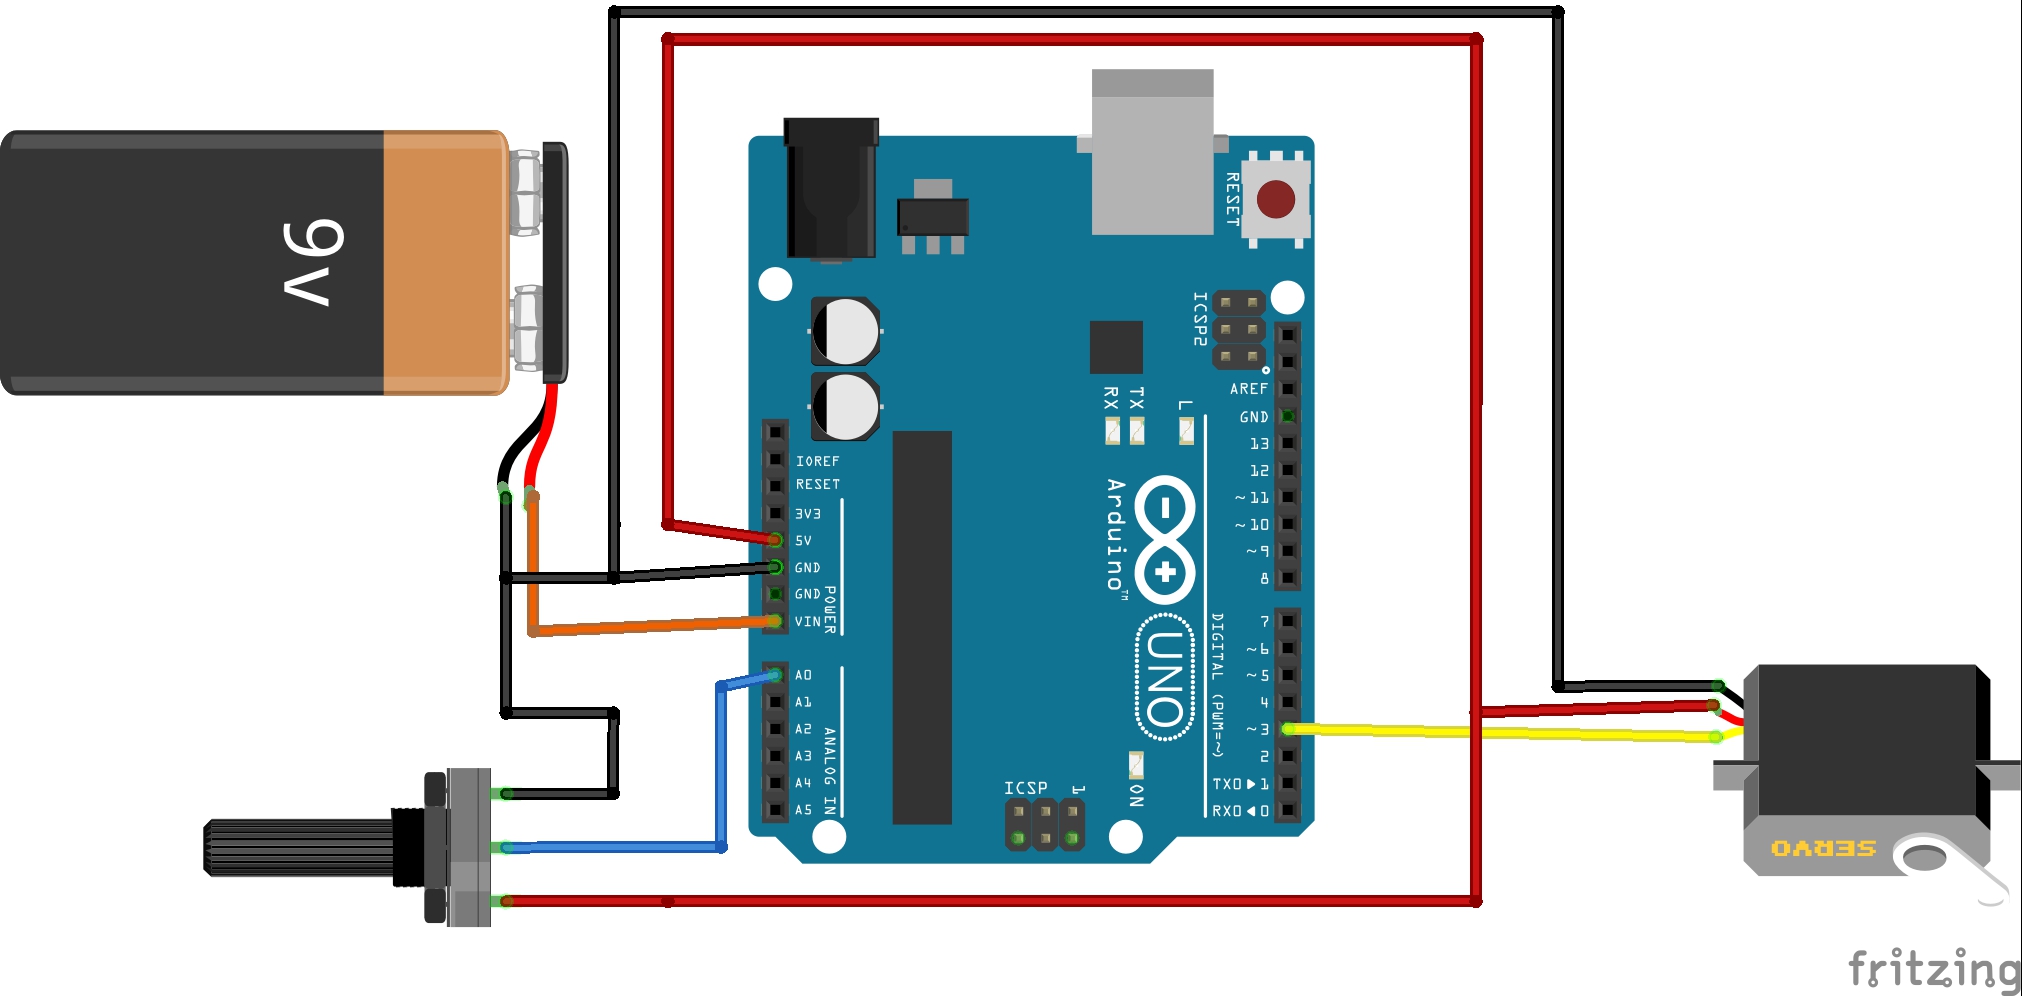 9v
RESET
ICSP2
IOREF
RESET
3V3
5V
GND
GND
VIN
POWER
A0
A1
A2
A3
A4
A5
ANALOG IN
RX
TX
L
AREF
GND
13
12
~11
~10
~9
8
7
~6
~5
4
~3
2
TX0▶1
RX0◀0
DIGITAL (PWM=~)
Arduino™
UNO
ICSP
1
ON
SERVO
fritzing